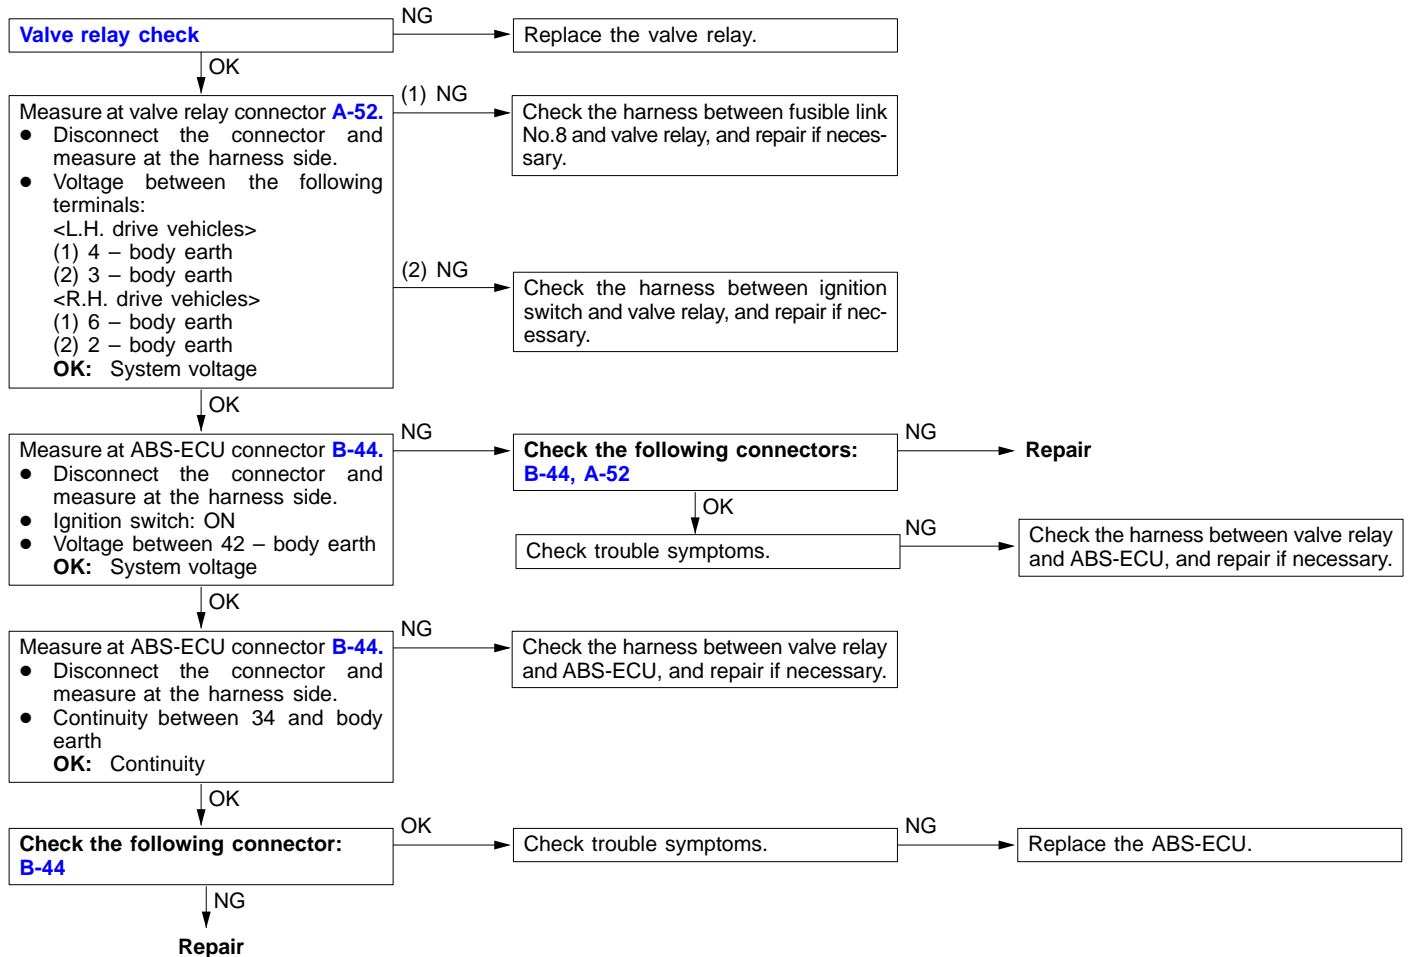 NG
Valve relay check
Replace the valve relay.
OK
Measure at valve relay connector A-52.
● Disconnect the connector and
measure at the harness side.
● Voltage between the following
terminals:
<L.H. drive vehicles>
(1) 4 – body earth
(2) 3 – body earth
<R.H. drive vehicles>
(1) 6 – body earth
(2) 2 – body earth
OK: System voltage
(1) NG
Check the harness between fusible link
No.8 and valve relay, and repair if neces-
sary.
(2) NG
Check the harness between ignition
switch and valve relay, and repair if nec-
essary.
OK
Measure at ABS-ECU connector B-44.
● Disconnect the connector and
measure at the harness side.
● Ignition switch: ON
● Voltage between 42 – body earth
OK: System voltage
NG
Check the following connectors:
B-44, A-52
NG
Repair
OK
Check trouble symptoms.
NG
Check the harness between valve relay
and ABS-ECU, and repair if necessary.
OK
Measure at ABS-ECU connector B-44.
● Disconnect the connector and
measure at the harness side.
● Continuity between 34 and body
earth
OK: Continuity
NG
Check the harness between valve relay
and ABS-ECU, and repair if necessary.
OK
Check the following connector:
B-44
OK
Check trouble symptoms.
NG
Replace the ABS-ECU.
NG
Repair